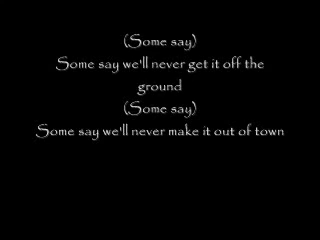 (Some say)
Some say we'll never get it off the
ground
(Some say)
Some say we'll never make it out of town